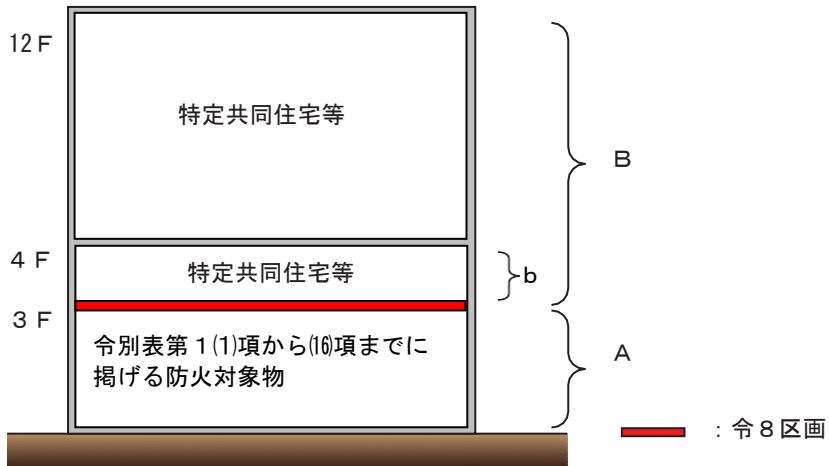 12Ｆ
特定共同住宅等
Ｂ
４Ｆ
特定共同住宅等
b
３Ｆ
令別表第１⑴項から⒃項までに
掲げる防火対象物
Ａ
：令８区画